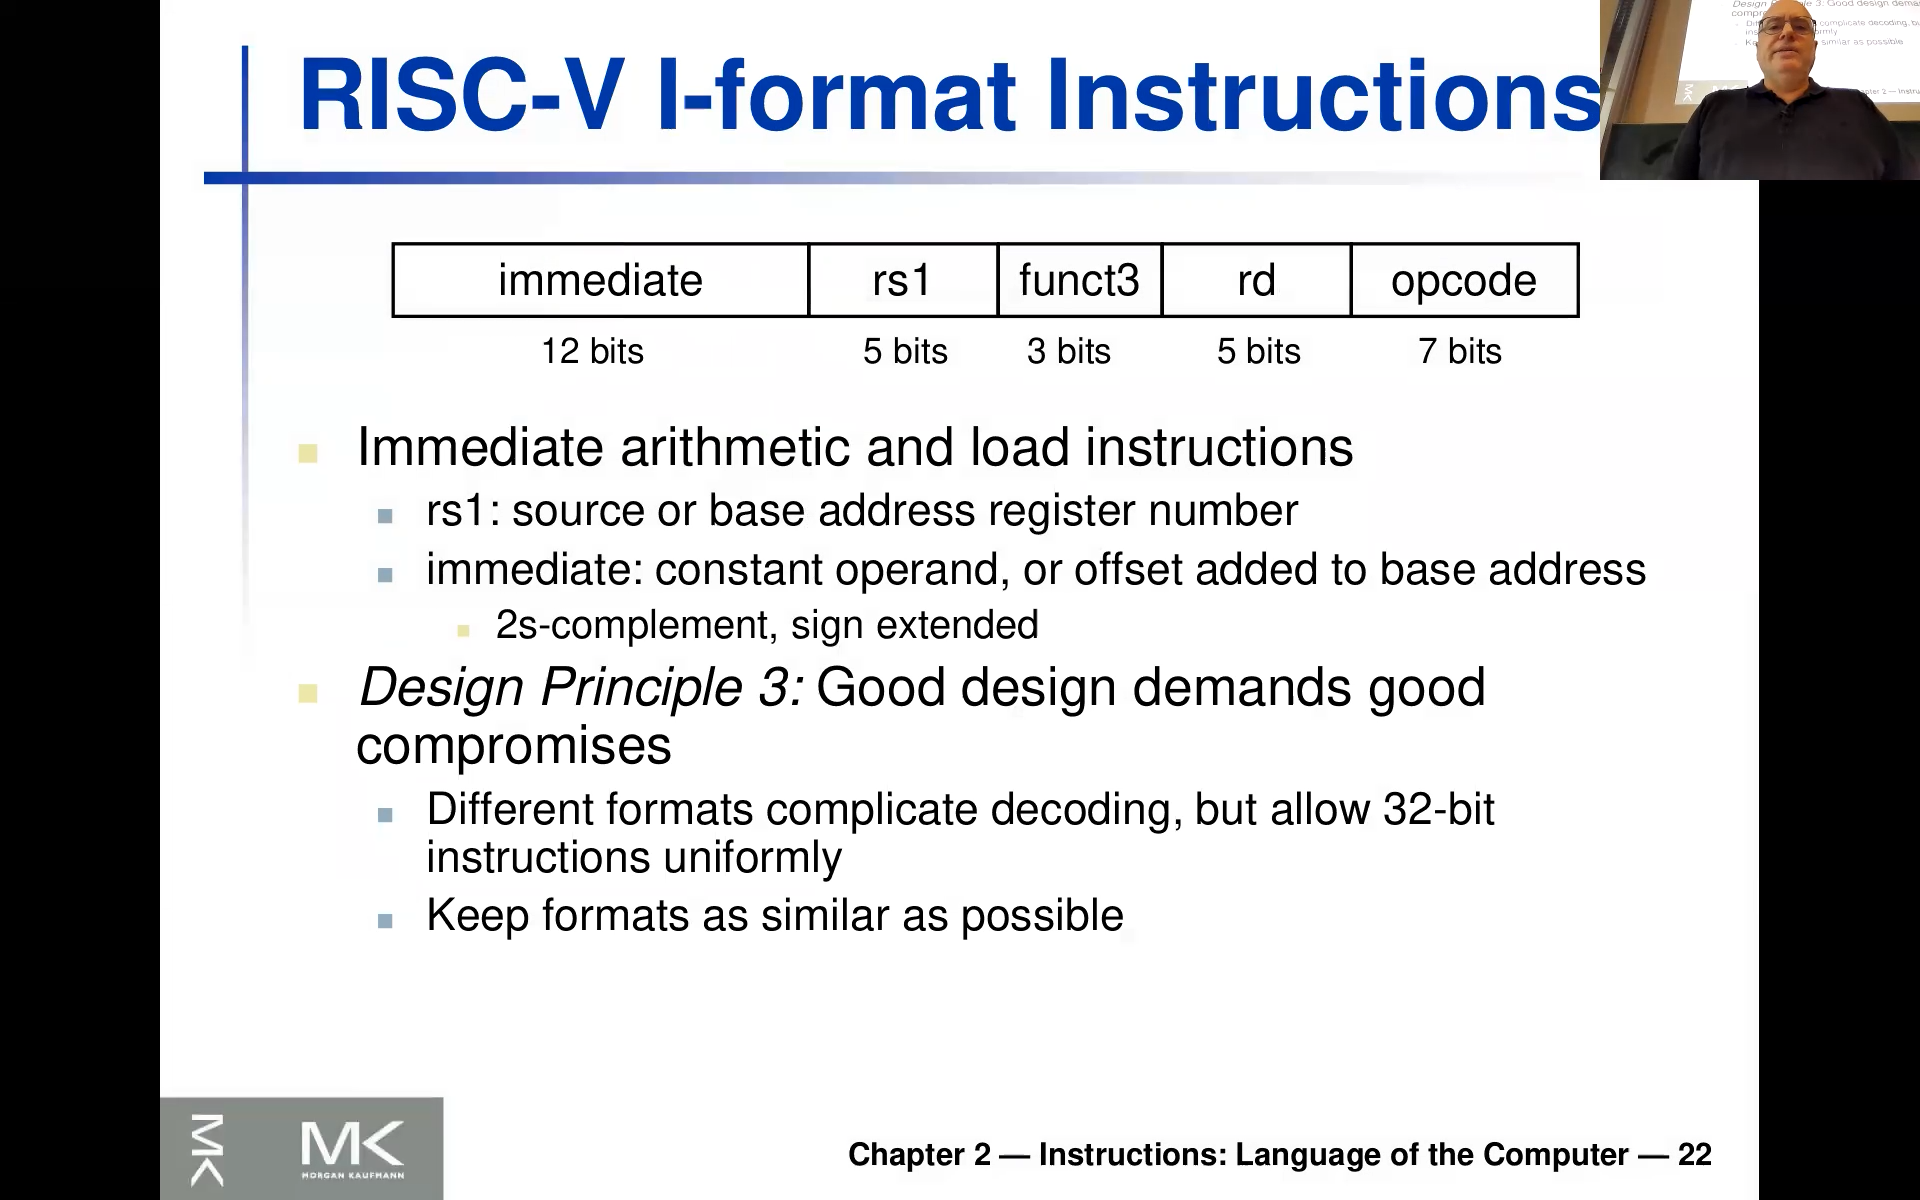 RISC-V I-format Instructions
immediate rs1 funct3 rd opcode
12 bits 5 bits 3 bits 5 bits 7 bits
Immediate arithmetic and load instructions
rs1: source or base address register number
immediate: constant operand, or offset added to base address
2s-complement, sign extended
Design Principle 3: Good design demands good
compromises
Different formats complicate decoding, but allow 32-bit
instructions uniformly
Keep formats as similar as possible
MK
MK
MORGAN KAUFMANN
Chapter 2 — Instructions: Language of the Computer — 22